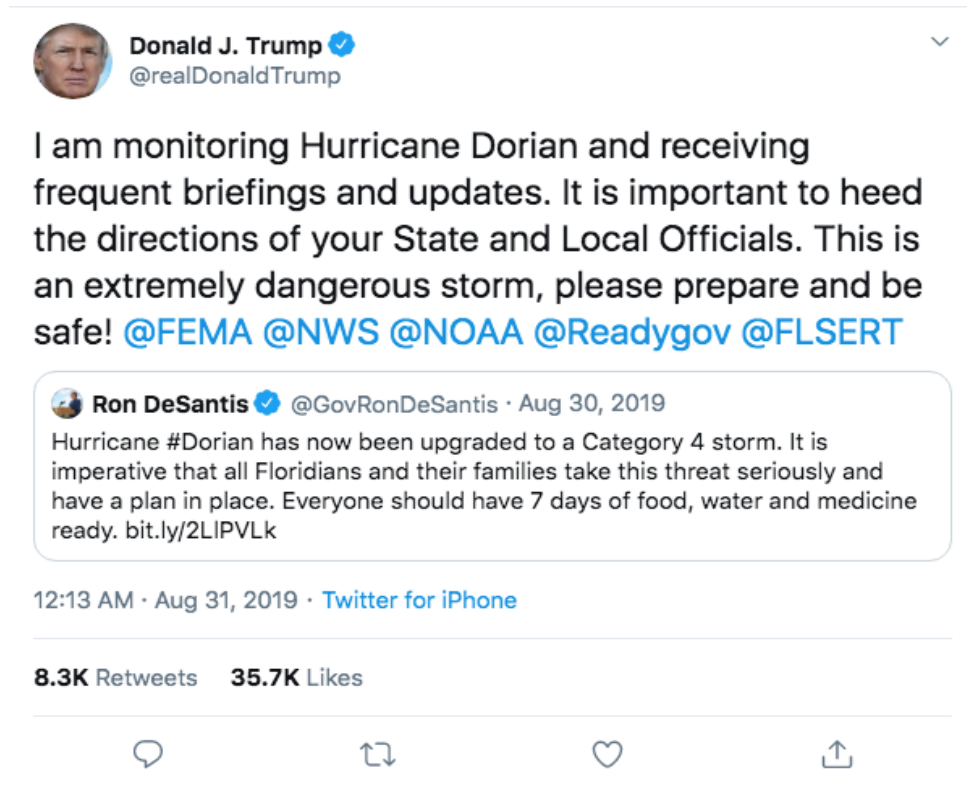 Donald J. Trump
@realDonaldTrump
I am monitoring Hurricane Dorian and receiving
frequent briefings and updates. It is important to heed
the directions of your State and Local Officials. This is
an extremely dangerous storm, please prepare and be
safe! @FEMA @NWS @NOAA @Readygov @FLSERT
Ron DeSantis @GovRonDeSantis · Aug 30, 2019
Hurricane #Dorian has now been upgraded to a Category 4 storm. It is
imperative that all Floridians and their families take this threat seriously and
have a plan in place. Everyone should have 7 days of food, water and medicine
ready. bit.ly/2LlPVLk
12:13 AM · Aug 31, 2019 · Twitter for iPhone
8.3K Retweets 35.7K Likes